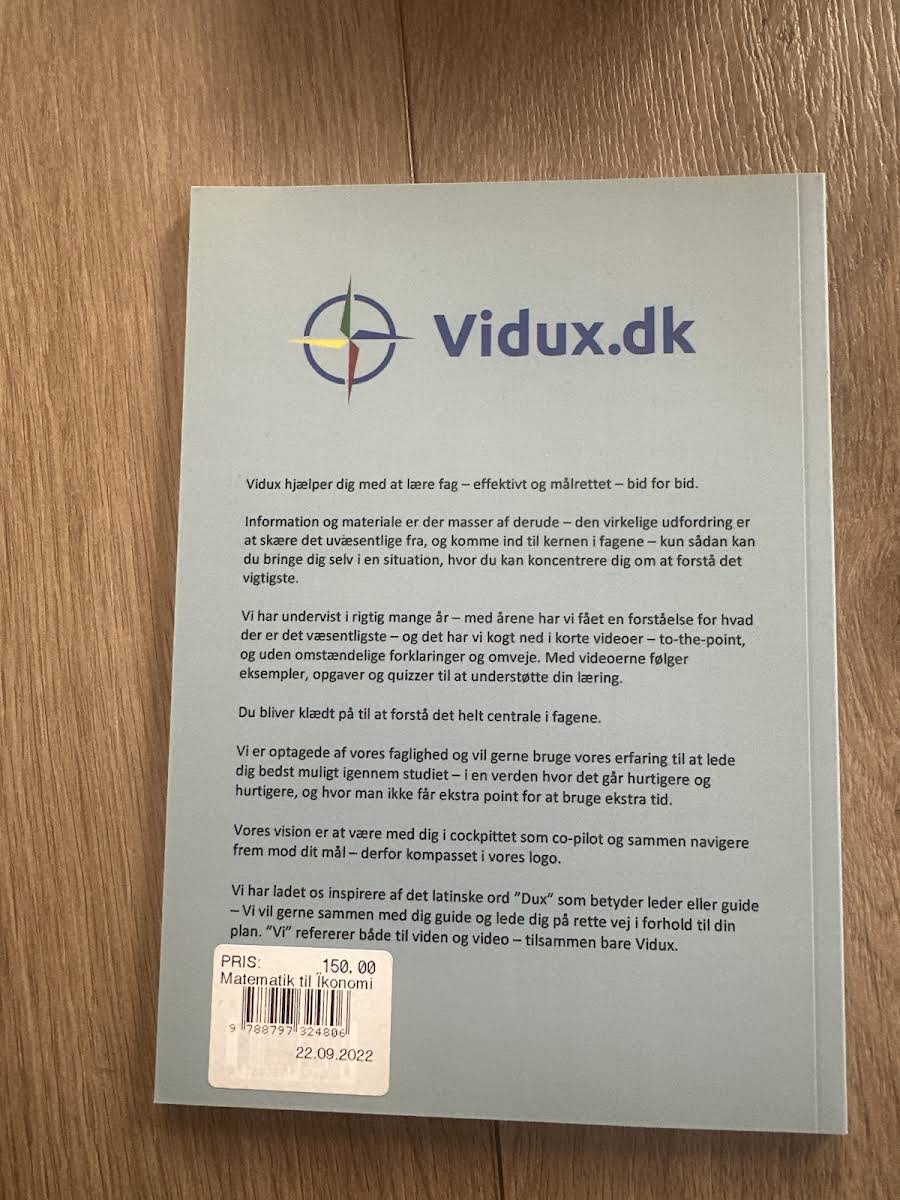 Vidux.dk
Vidux hjælper dig med at lære fag – effektivt og målrettet – bid for bid.
Information og materiale er der masser af derude – den virkelige udfordring er
at skære det uvæsentlige fra, og komme ind til kernen i fagene – kun sådan kan
du bringe dig selv i en situation, hvor du kan koncentrere dig om at forstå det
vigtigste.
Vi har undervist i rigtig mange år – med årene har vi fået en forståelse for hvad
der er det væsentligste – og det har vi kogt ned i korte videoer – to-the-point,
og uden omstændelige forklaringer og omveje. Med videoerne følger
eksempler, opgaver og quizzer til at understøtte din læring.
Du bliver klædt på til at forstå det helt centrale i fagene.
Vi er optagede af vores faglighed og vil gerne bruge vores erfaring til at lede
dig bedst muligt igennem studiet – i en verden hvor det går hurtigere og
hurtigere, og hvor man ikke får ekstra point for at bruge ekstra tid.
Vores vision er at være med dig i cockpittet som co-pilot og sammen navigere
frem mod dit mål – derfor kompasset i vores logo.
Vi har ladet os inspirere af det latinske ord ”Dux” som betyder leder eller guide
– Vi vil gerne sammen med dig guide og lede dig på rette vej i forhold til din
plan. ”Vi” refererer både til viden og video – tilsammen bare Vidux.
PRIS: 150,00
Matematik til Ïkonomi
9 788797 324806
22.09.2022